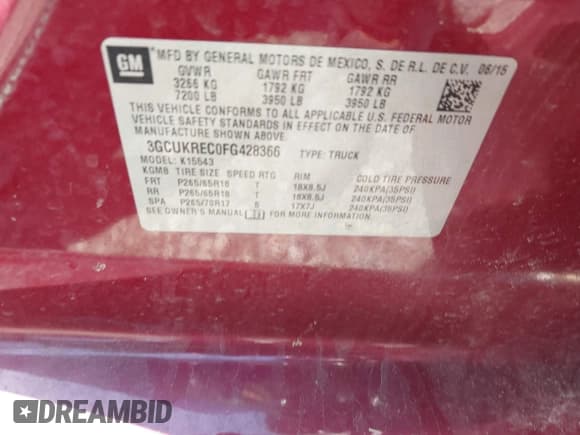 GM MFD BY GENERAL MOTORS DE MEXICO, S. DE R.L. DE C.V. 06/15
GVWR GAWR FRT GAWR RR
3266 KG 1792 KG 1792 KG
7200 LB 3950 LB 3950 LB
THIS VEHICLE CONFORMS TO ALL APPLICABLE U.S. FEDERAL MOTOR
VEHICLE SAFETY STANDARDS IN EFFECT ON THE DATE OF
MANUFACTURE SHOWN ABOVE.
3GCUKREC0FG428366 TYPE: TRUCK
MODEL: K15543
KGMB TIRE SIZE SPEED RTG RIM COLD TIRE PRESSURE
FRT P265/65R18 T 18X8.5J 240KPA(35PSI)
RR P265/65R18 T 18X8.5J 240KPA(35PSI)
SPA P265/70R17 S 17X7J 240KPA(35PSI)
SEE OWNER'S MANUAL FOR MORE INFORMATION.
DREAMBID